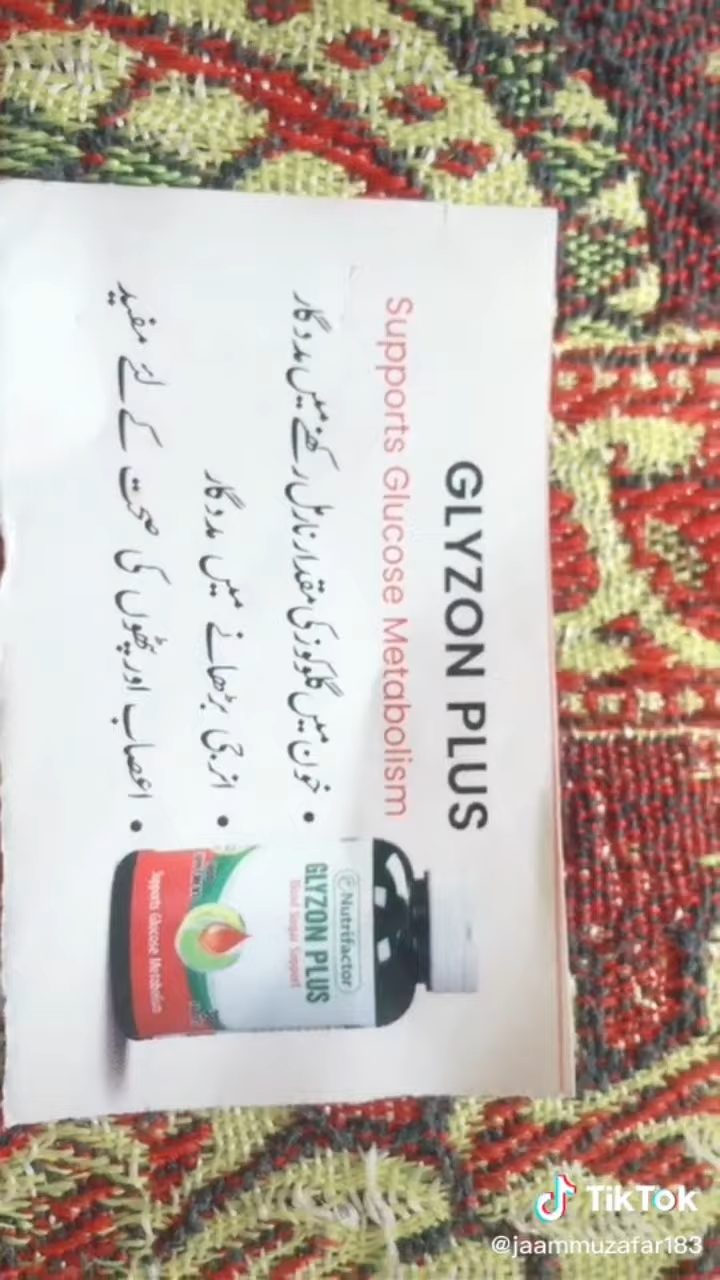 GLYZON PLUS
Supports Glucose Metabolism
• خون میں گلوکوز کی مقدار نارمل رکھنے میں مددگار
• انرجی بڑھانے میں مددگار
• اعصاب اور پٹھوں کی صحت کے لئے مفید
Nutrifactor
GLYZON PLUS
Blood Sugar Support
Supports Glucose Metabolism
TikTok
@jaammuzafar183